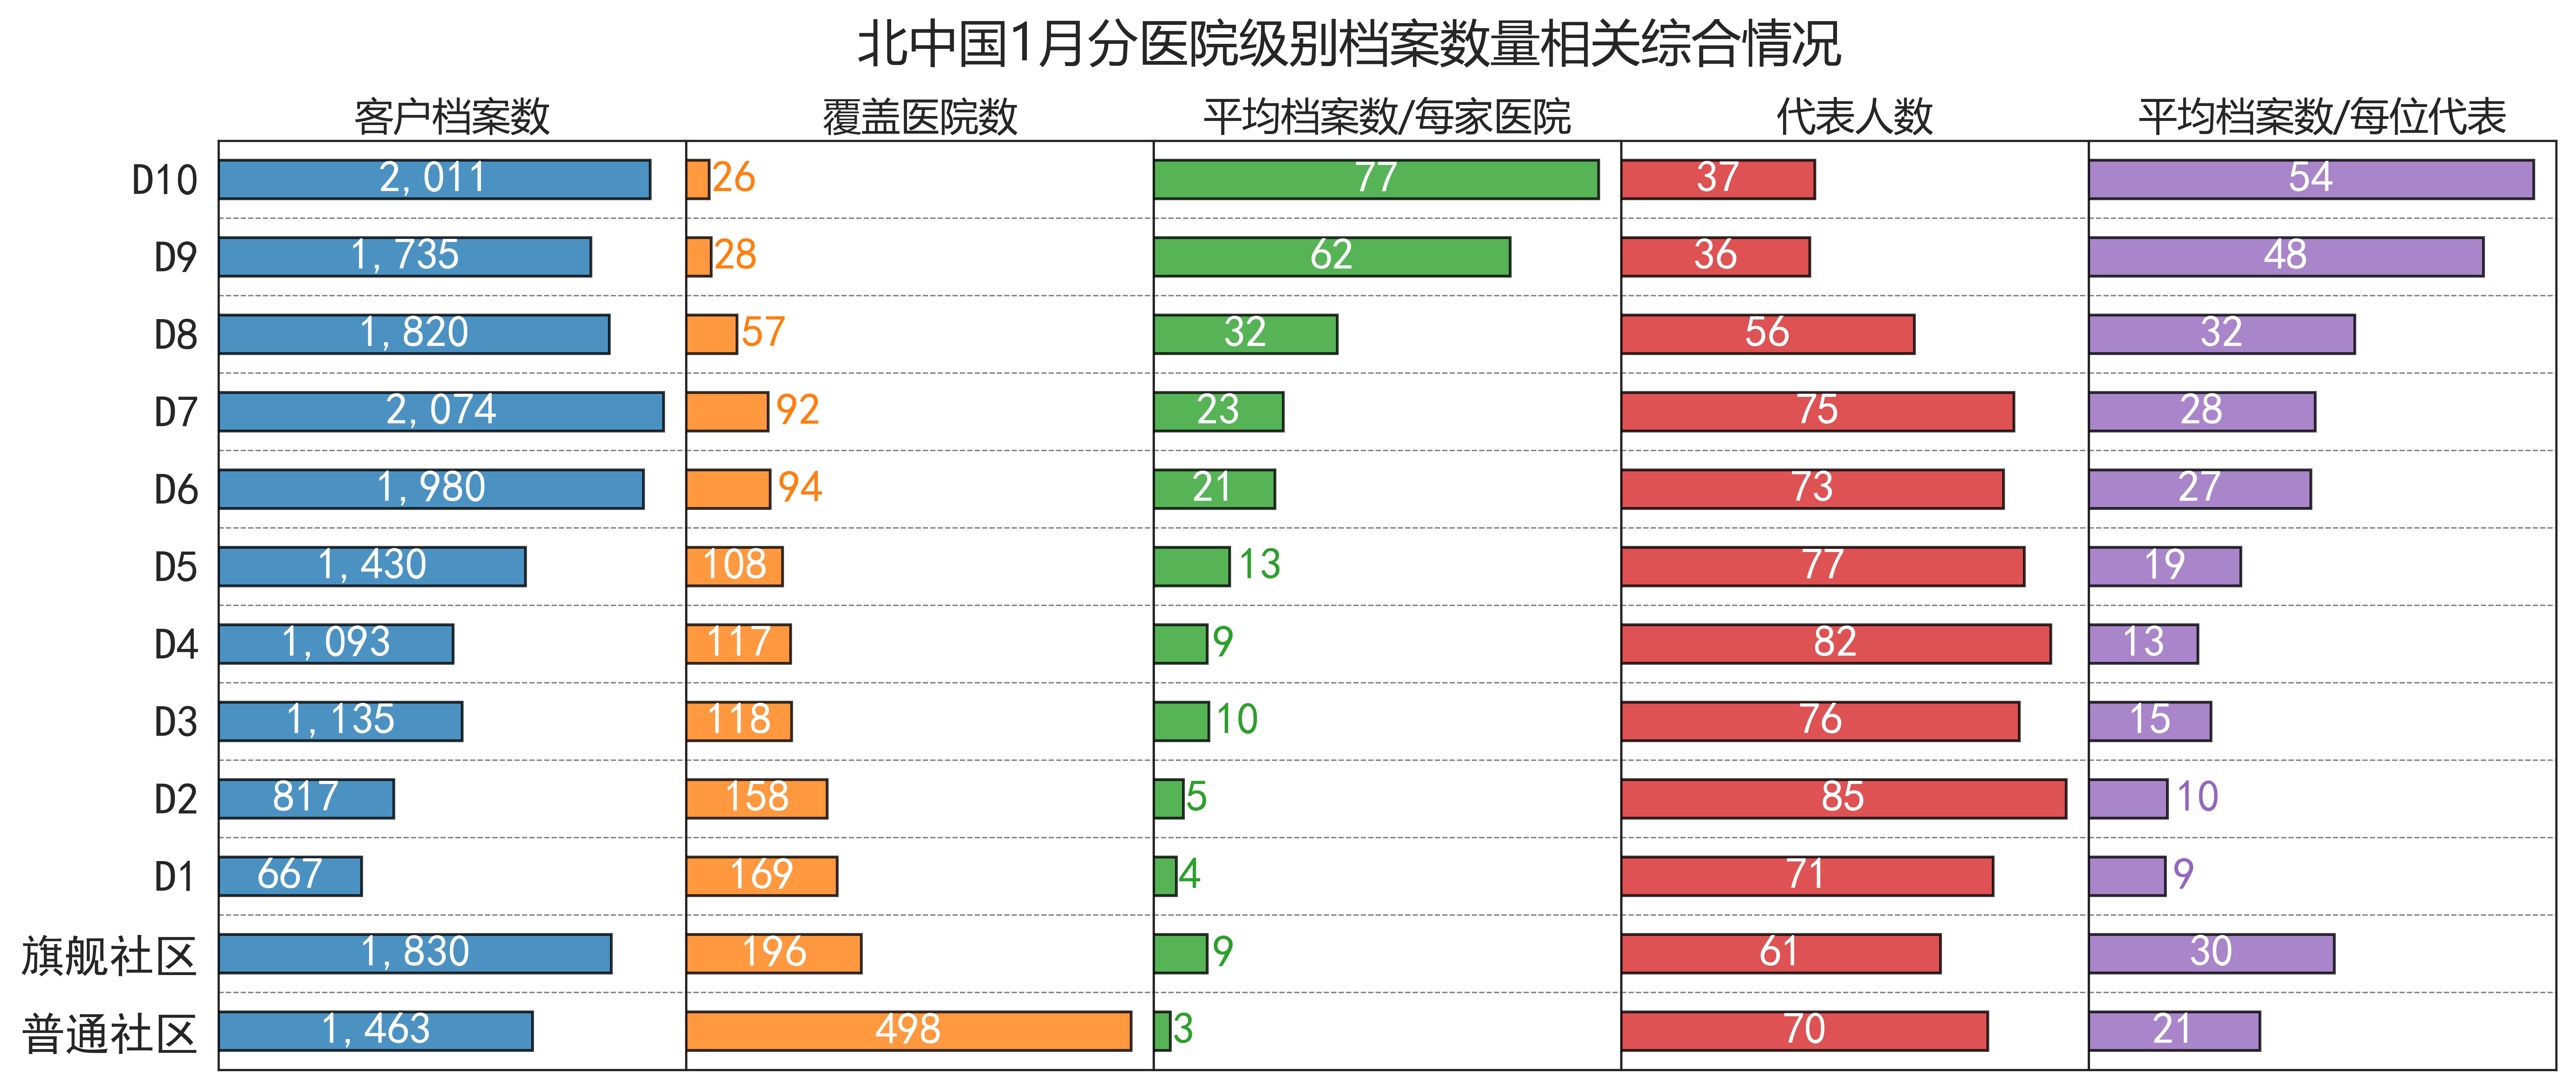 北中国1月分医院级别档案数量相关综合情况
客户档案数 覆盖医院数 平均档案数/每家医院 代表人数 平均档案数/每位代表
D10 2,011 26 77 37 54
D9 1,735 28 62 36 48
D8 1,820 57 32 56 32
D7 2,074 92 23 75 28
D6 1,980 94 21 73 27
D5 1,430 108 13 77 19
D4 1,093 117 9 82 13
D3 1,135 118 10 76 15
D2 817 158 5 85 10
D1 667 169 4 71 9
旗舰社区 1,830 196 9 61 30
普通社区 1,463 498 3 70 21